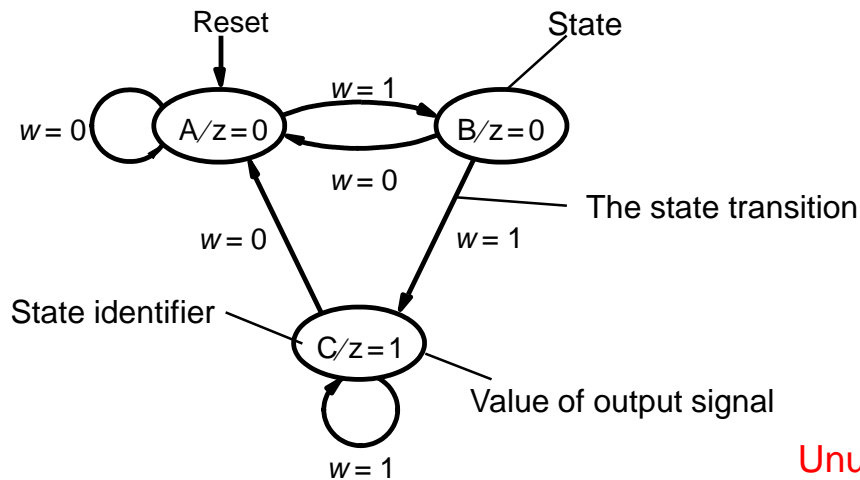 Reset
State
w = 1
w = 0
A/z = 0
B/z = 0
w = 0
The state transition
w = 0
w = 1
State identifier
C/z = 1
Value of output signal
Unu
w = 1